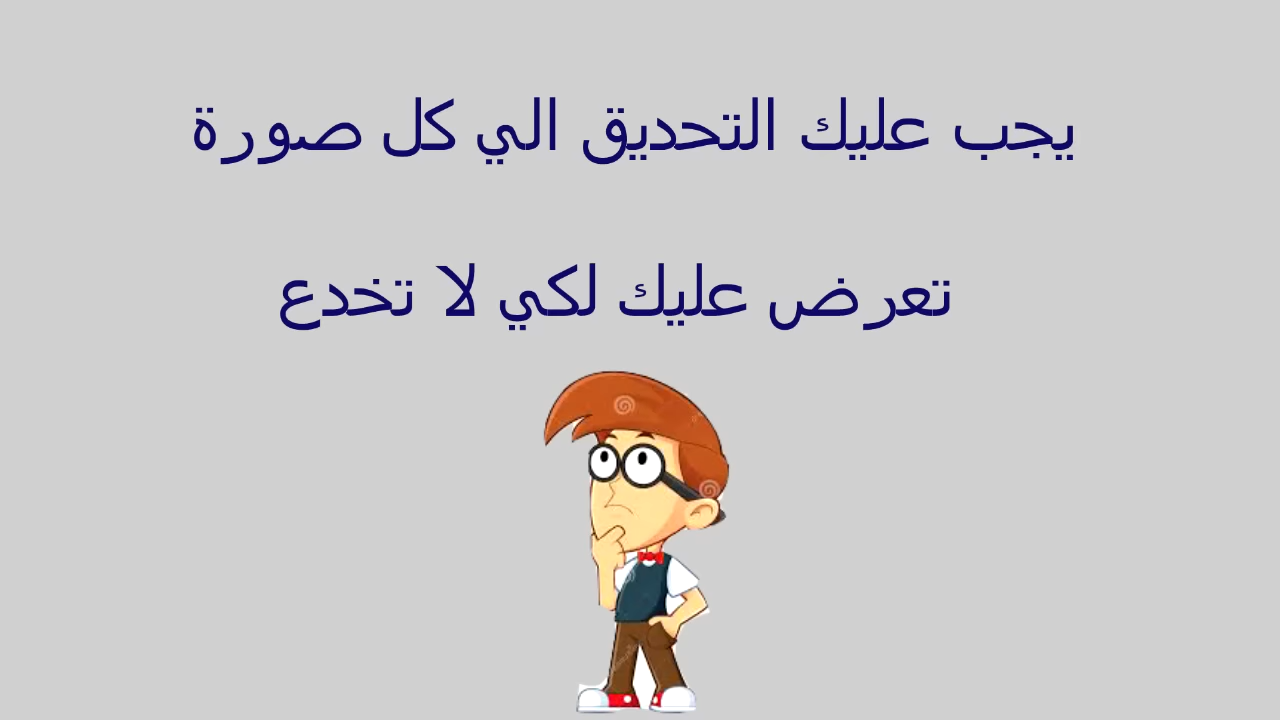 يجب عليك التحديق الي كل صورة
تعرض عليك لكي لا تخدع